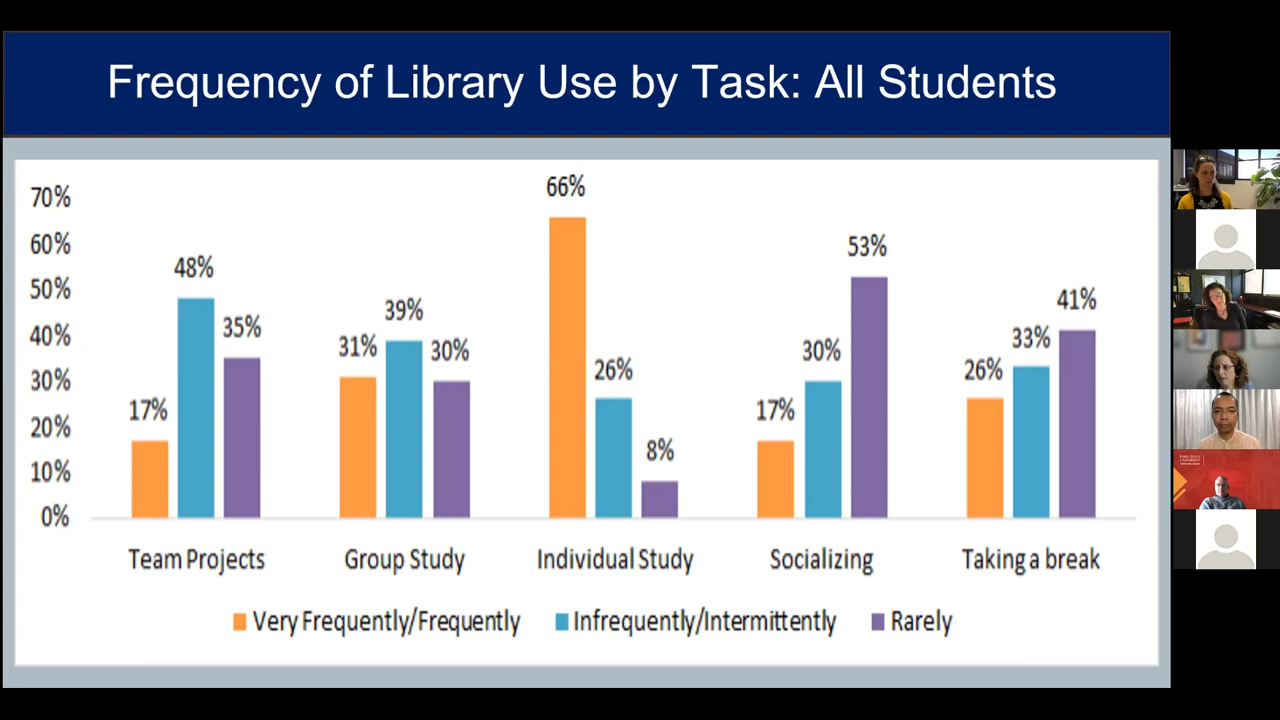 Frequency of Library Use by Task: All Students
70%
60%
50%
40%
30%
20%
10%
0%
17%
48%
35%
31%
39%
30%
66%
26%
8%
17%
30%
53%
26%
33%
41%
Team Projects
Group Study
Individual Study
Socializing
Taking a break
Very Frequently/Frequently
Infrequently/Intermittently
Rarely